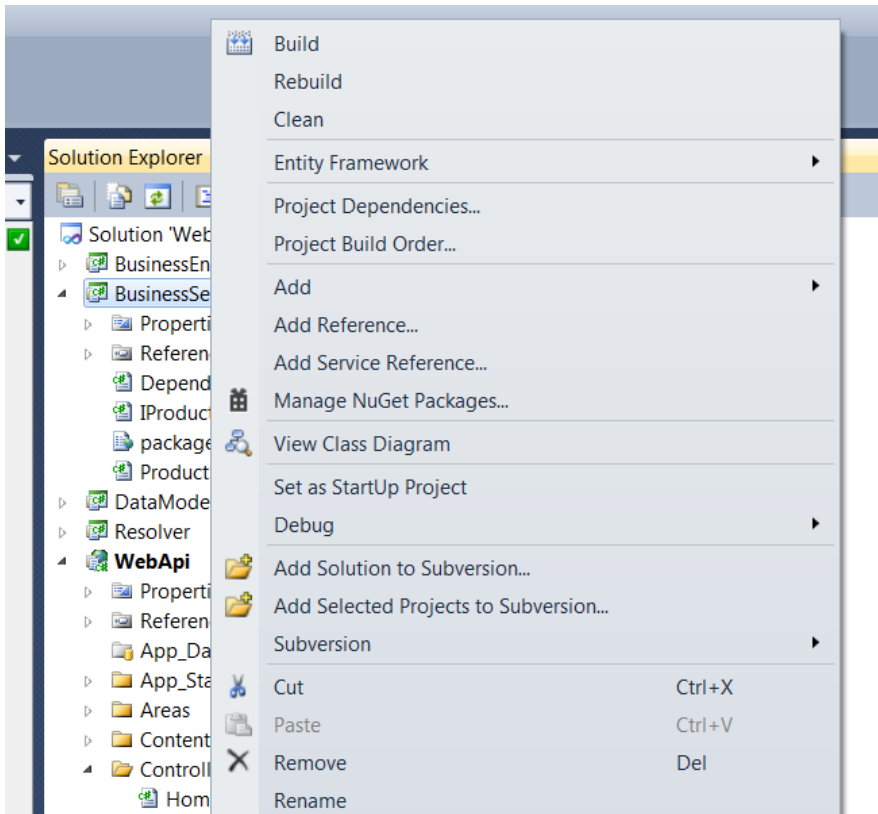 Build
Rebuild
Clean
Entity Framework
Project Dependencies...
Project Build Order...
Add
Add Reference...
Add Service Reference...
Manage NuGet Packages...
View Class Diagram
Set as StartUp Project
Debug
Add Solution to Subversion...
Add Selected Projects to Subversion...
Subversion
Cut Ctrl+X
Paste Ctrl+V
Remove Del
Rename
Solution Explorer
Solution 'Web
BusinessEn
BusinessSe
Properti
Referen
Depend
IProduct
package
Product
DataMode
Resolver
WebApi
Properti
Referen
App_Da
App_Sta
Areas
Content
Controll
Hom